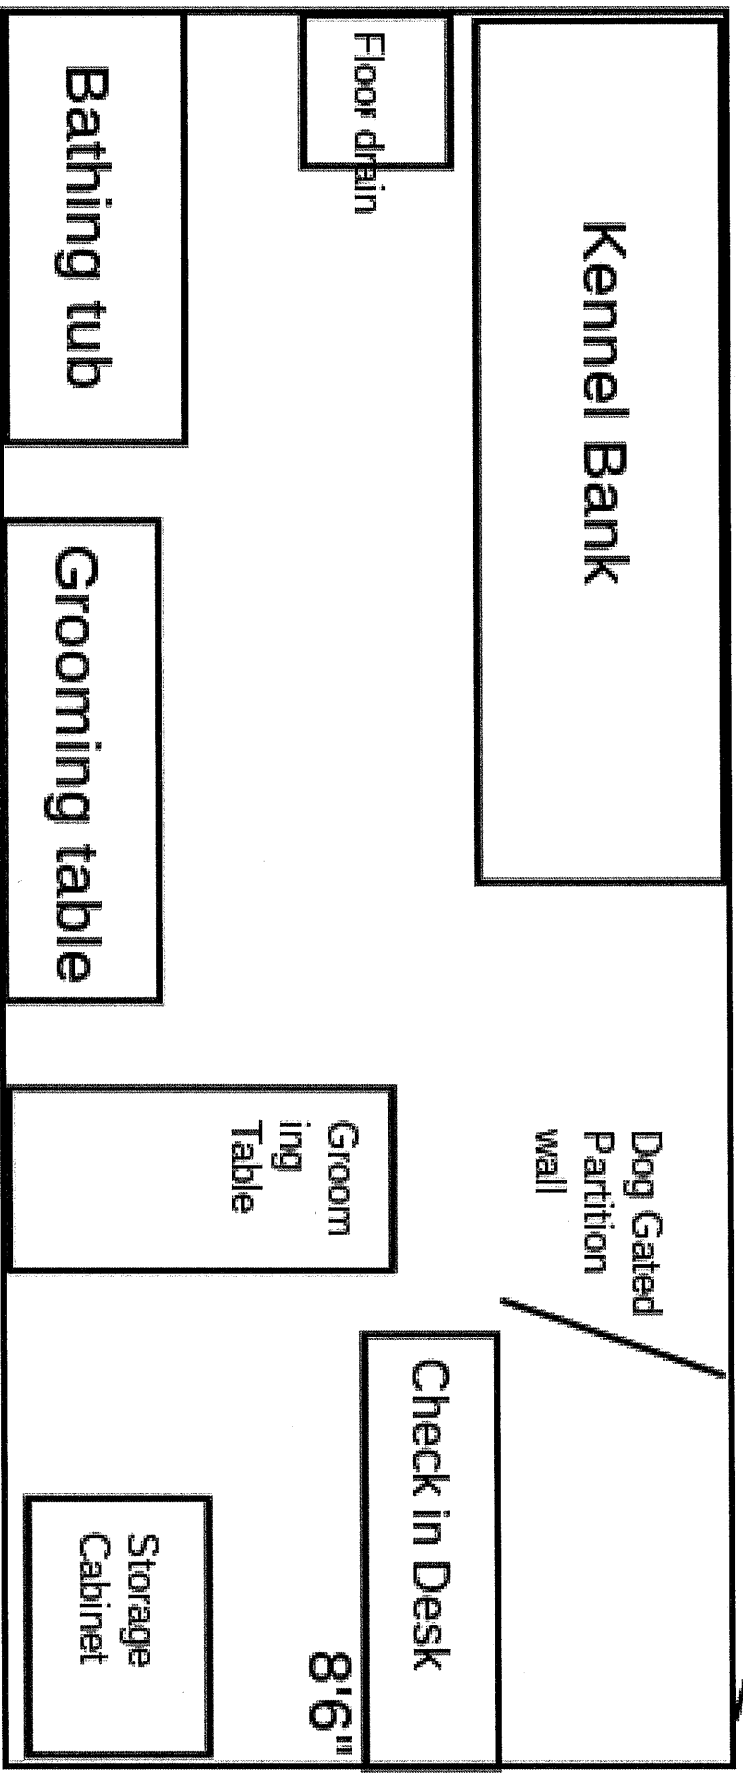 Floor drain
Bathing tub
Kennel Bank
Grooming table
Groom
ing
Table
Dog Gated
Partition
wall
Check in Desk
Storage
Cabinet
8'6"